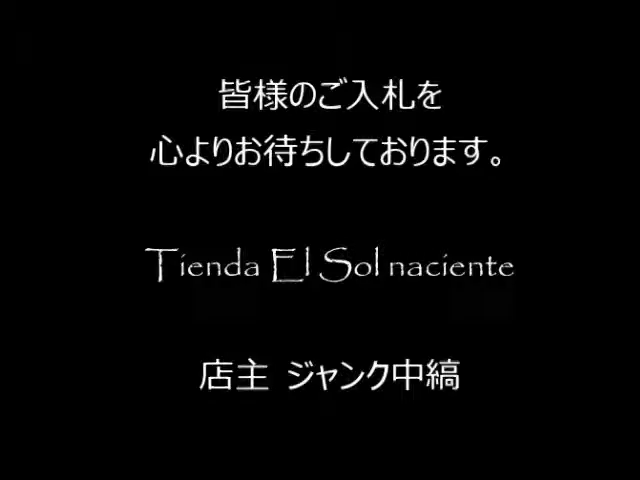 皆様のご入札を
心よりお待ちしております。
Tienda El Sol naciente
店主 ジャンク中縞